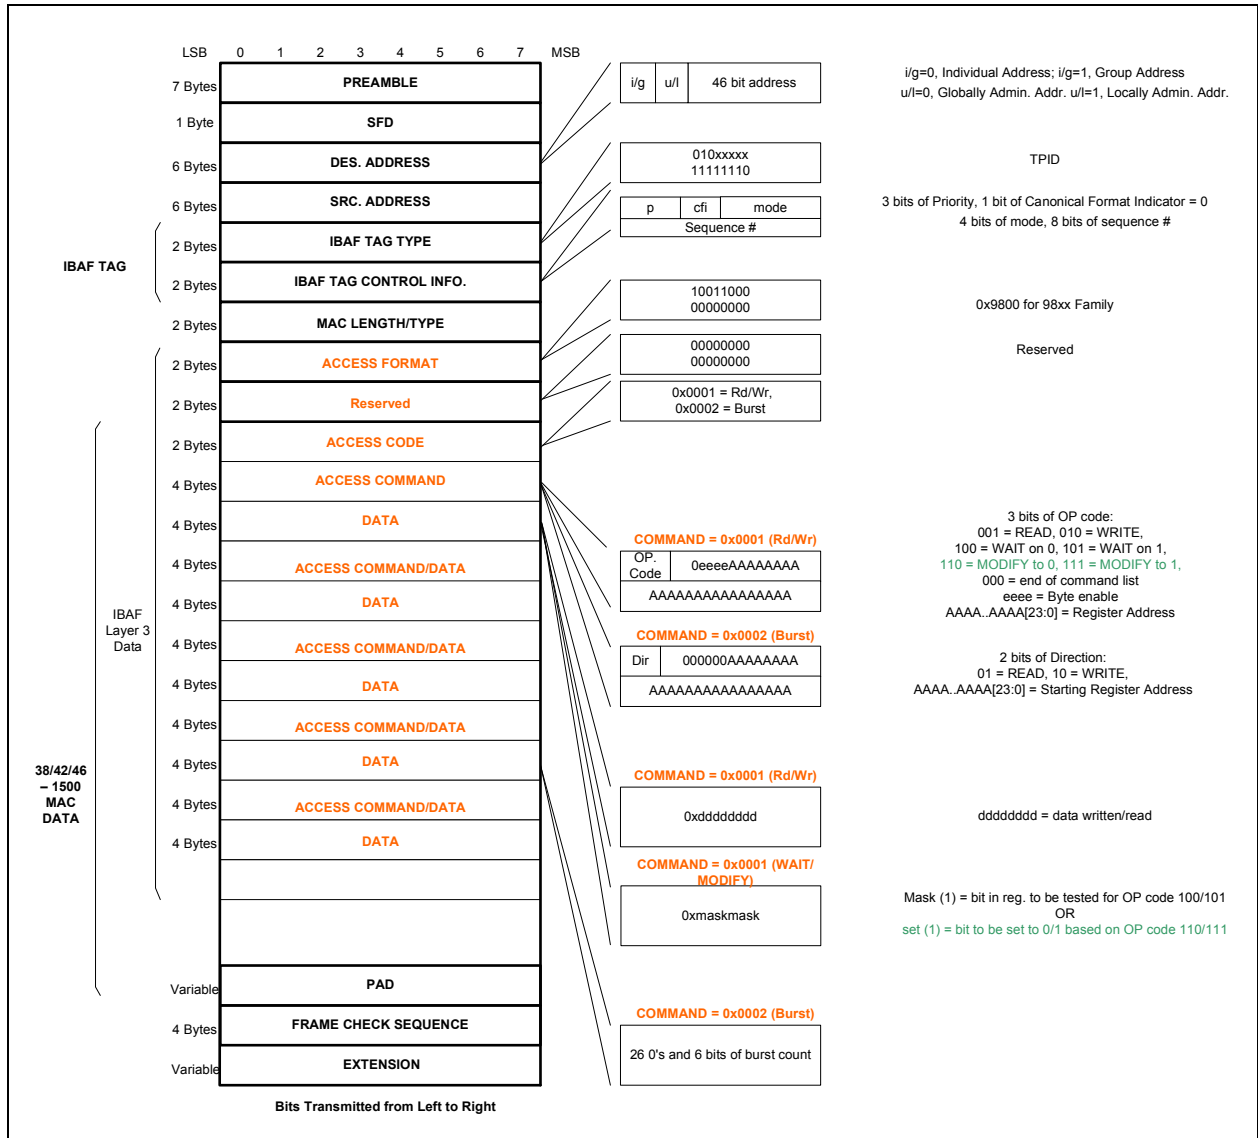 LSB 0 1 2 3 4 5 6 7 MSB
7 Bytes PREAMBLE
1 Byte SFD
6 Bytes DES. ADDRESS
6 Bytes SRC. ADDRESS
IBAF TAG
2 Bytes IBAF TAG TYPE
2 Bytes IBAF TAG CONTROL INFO.
2 Bytes MAC LENGTH/TYPE
2 Bytes ACCESS FORMAT
2 Bytes Reserved
2 Bytes ACCESS CODE
4 Bytes ACCESS COMMAND
4 Bytes DATA
4 Bytes ACCESS COMMAND/DATA
4 Bytes DATA
IBAF
Layer 3
Data
4 Bytes ACCESS COMMAND/DATA
4 Bytes DATA
4 Bytes ACCESS COMMAND/DATA
4 Bytes DATA
38/42/46
– 1500
MAC
DATA
4 Bytes ACCESS COMMAND/DATA
4 Bytes DATA
Variable PAD
4 Bytes FRAME CHECK SEQUENCE
Variable EXTENSION
Bits Transmitted from Left to Right
i/g u/l 46 bit address
i/g=0, Individual Address; i/g=1, Group Address
u/l=0, Globally Admin. Addr. u/l=1, Locally Admin. Addr.
010xxxxx
11111110
TPID
p cfi mode
Sequence #
3 bits of Priority, 1 bit of Canonical Format Indicator = 0
4 bits of mode, 8 bits of sequence #
10011000
00000000
0x9800 for 98xx Family
00000000
00000000
Reserved
0x0001 = Rd/Wr,
0x0002 = Burst
COMMAND = 0x0001 (Rd/Wr)
OP.
Code
0eeeeAAAAAAAA
AAAAAAAAAAAAAAAA
3 bits of OP code:
001 = READ, 010 = WRITE,
100 = WAIT on 0, 101 = WAIT on 1,
110 = MODIFY to 0, 111 = MODIFY to 1,
000 = end of command list
eeee = Byte enable
AAAA..AAAA[23:0] = Register Address
COMMAND = 0x0002 (Burst)
Dir 000000AAAAAAAA
AAAAAAAAAAAAAAAA
2 bits of Direction:
01 = READ, 10 = WRITE,
AAAA..AAAA[23:0] = Starting Register Address
COMMAND = 0x0001 (Rd/Wr)
0xdddddddd
dddddddd = data written/read
COMMAND = 0x0001 (WAIT/
MODIFY)
0xmaskmask
Mask (1) = bit in reg. to be tested for OP code 100/101
OR
set (1) = bit to be set to 0/1 based on OP code 110/111
COMMAND = 0x0002 (Burst)
26 0's and 6 bits of burst count